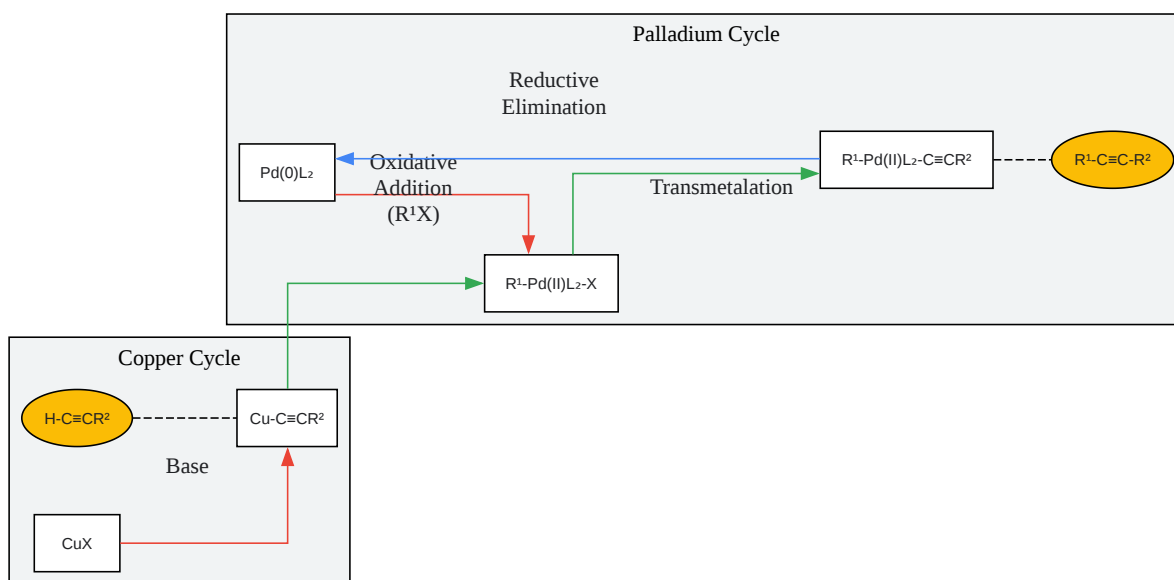 Palladium Cycle
Reductive
Elimination
Pd(0)L₂
Oxidative
Addition
(R¹X)
Transmetalation
R¹-Pd(II)L₂-C≡CR²
R¹-C≡C-R²
R¹-Pd(II)L₂-X
Copper Cycle
H-C≡CR²
Cu-C≡CR²
Base
CuX